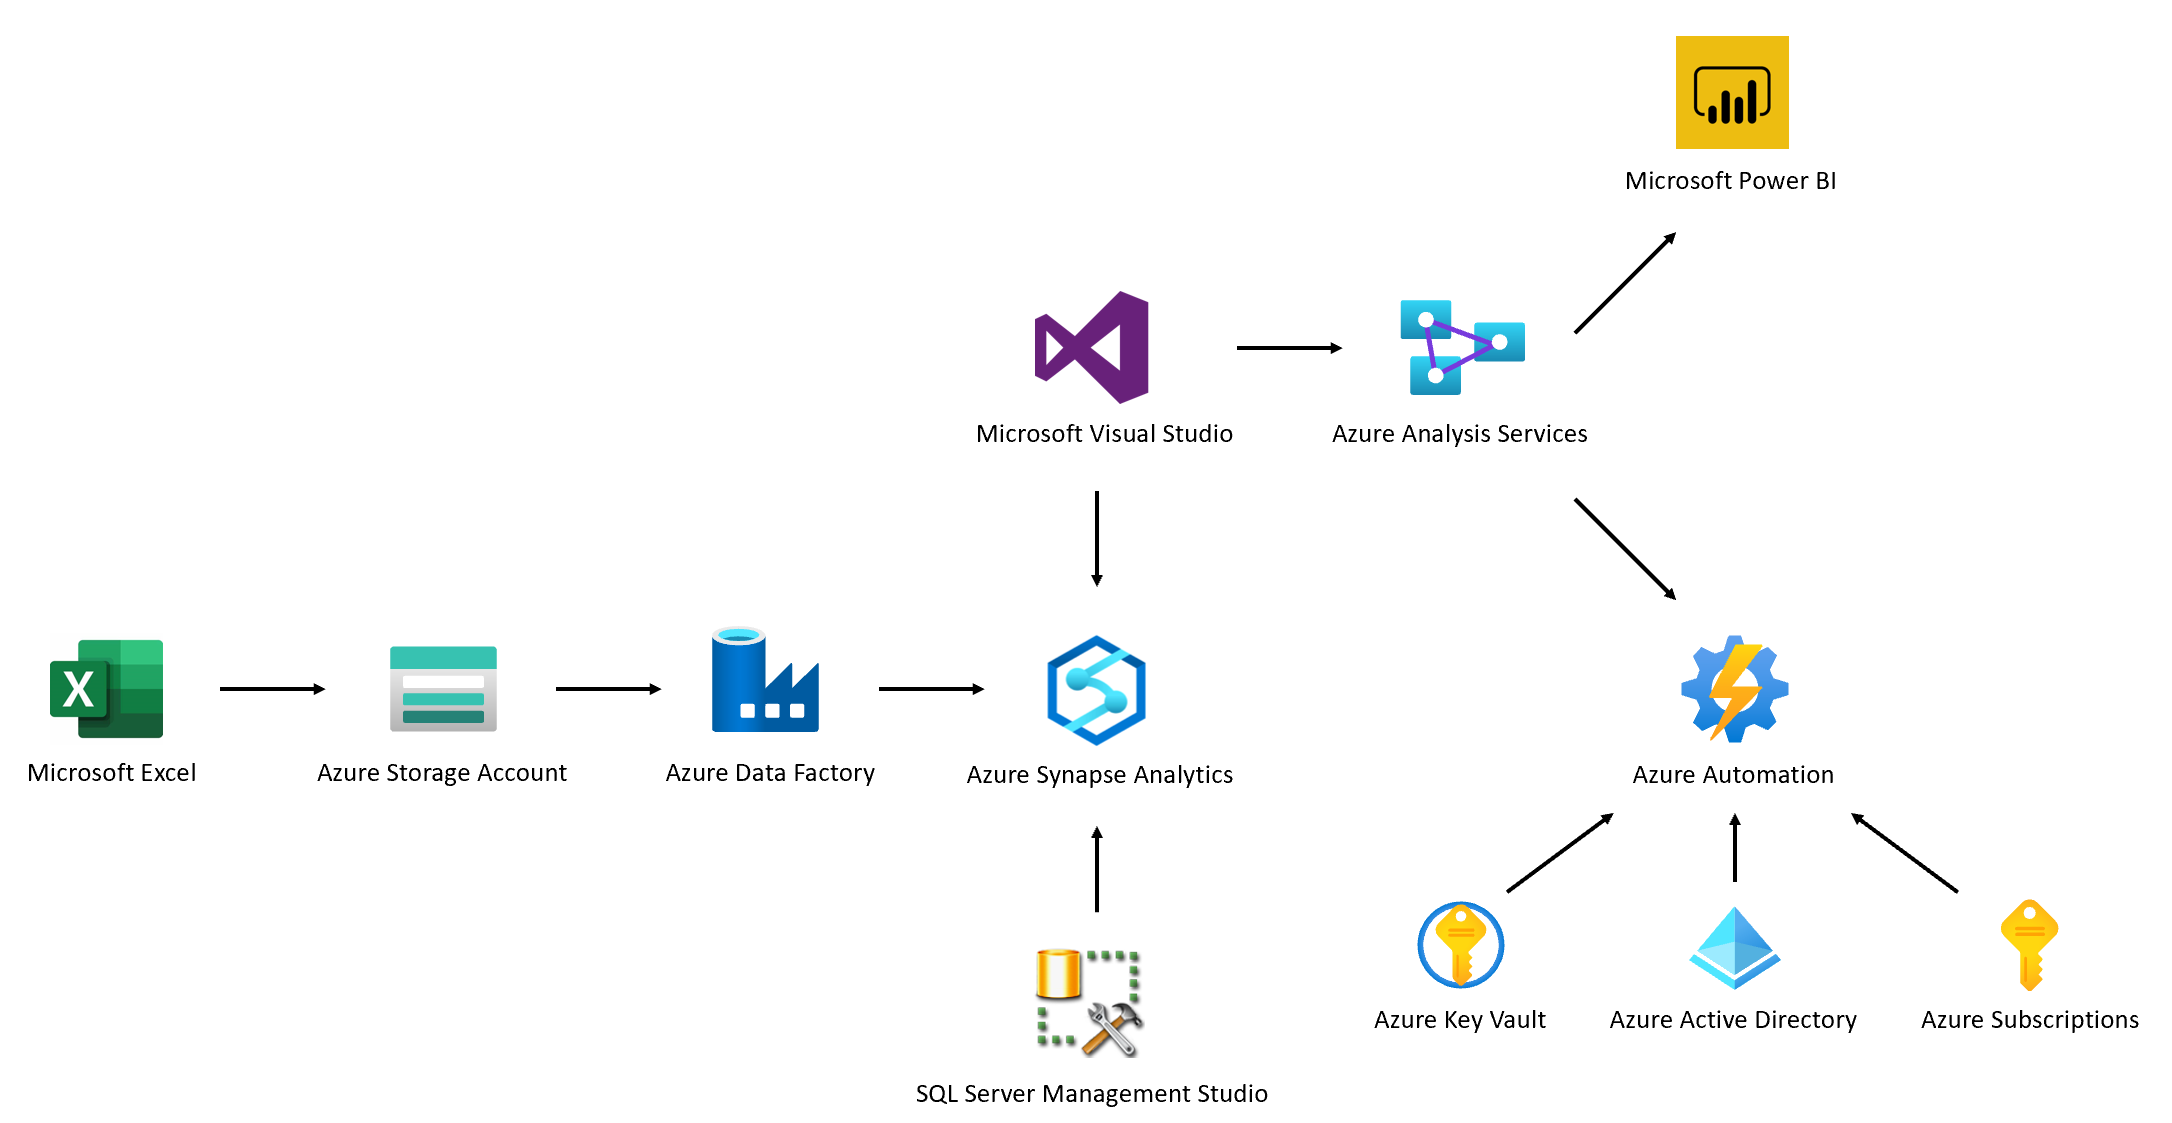 Microsoft Power BI
Microsoft Visual Studio
Azure Analysis Services
X
Microsoft Excel
Azure Storage Account
Azure Data Factory
Azure Synapse Analytics
Azure Automation
Azure Key Vault
Azure Active Directory
Azure Subscriptions
SQL Server Management Studio